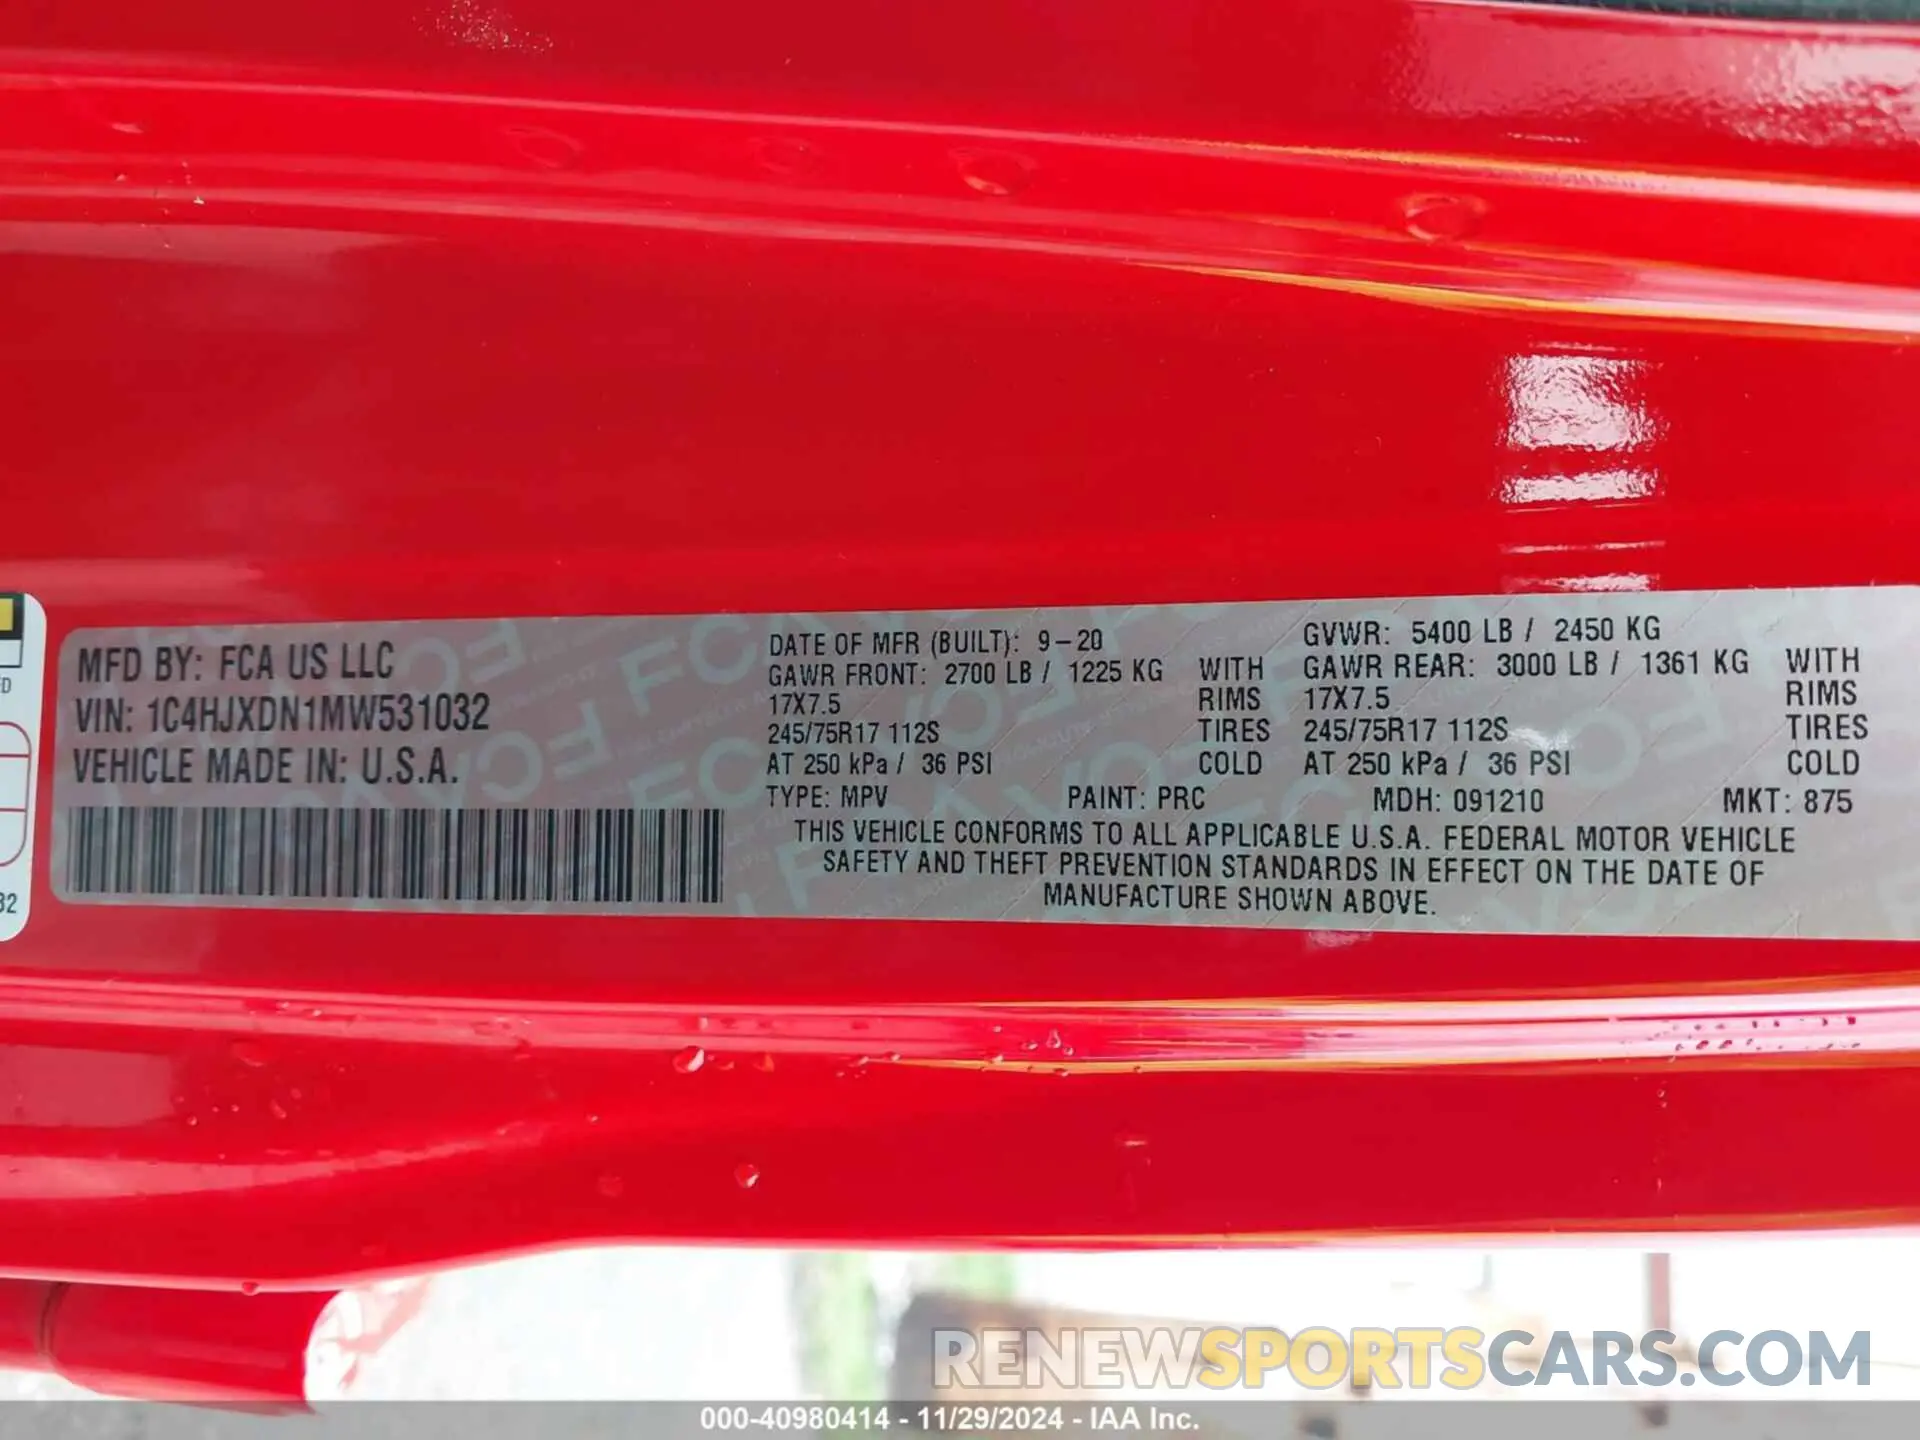 MFD BY: FCA US LLC
VIN: 1C4HJXDN1MW531032
VEHICLE MADE IN: U.S.A.
DATE OF MFR (BUILT): 9-20
GVWR: 5400 LB / 2450 KG
GAWR FRONT: 2700 LB / 1225 KG WITH
GAWR REAR: 3000 LB / 1361 KG WITH
17X7.5 RIMS
17X7.5 RIMS
245/75R17 112S TIRES
245/75R17 112S TIRES
AT 250 kPa / 36 PSI COLD
AT 250 kPa / 36 PSI COLD
TYPE: MPV PAINT: PRC MDH: 091210 MKT: 875
THIS VEHICLE CONFORMS TO ALL APPLICABLE U.S.A. FEDERAL MOTOR VEHICLE
SAFETY AND THEFT PREVENTION STANDARDS IN EFFECT ON THE DATE OF
MANUFACTURE SHOWN ABOVE.
32
RENEWSPORTSCARS.COM
000-40980414 - 11/29/2024 - IAA Inc.